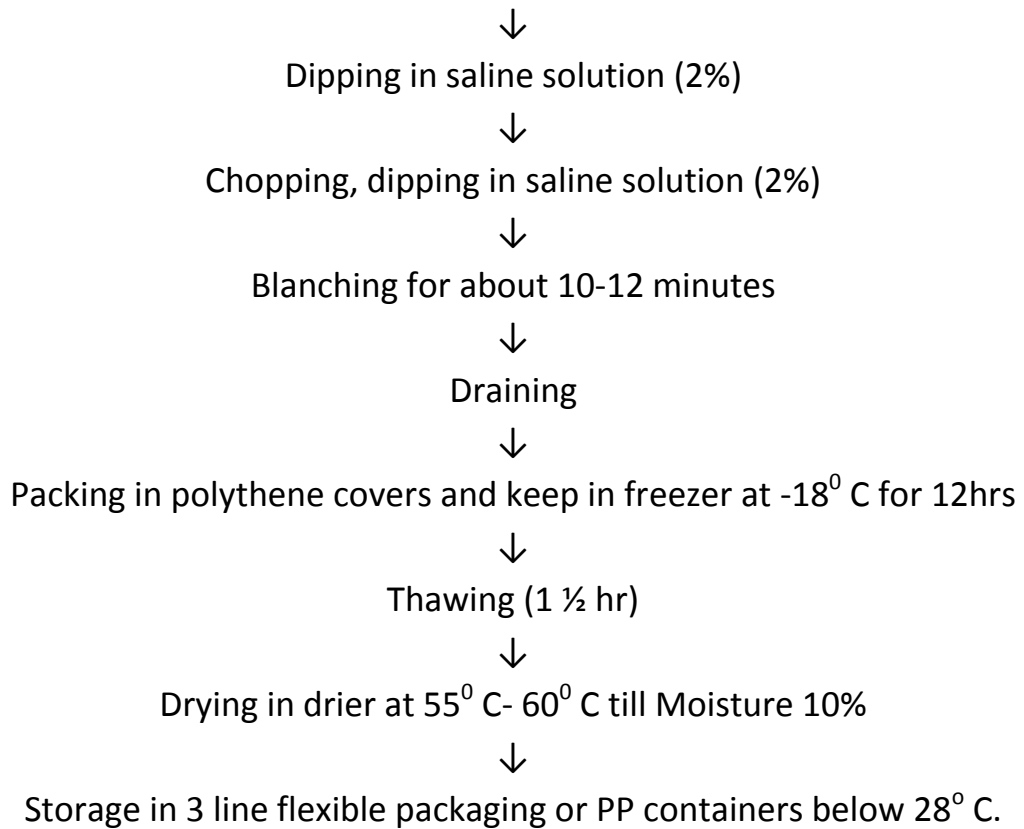 ↓
Dipping in saline solution (2%)
↓
Chopping, dipping in saline solution (2%)
↓
Blanching for about 10-12 minutes
↓
Draining
↓
Packing in polythene covers and keep in freezer at -18⁰ C for 12hrs
↓
Thawing (1 ½ hr)
↓
Drying in drier at 55⁰ C- 60⁰ C till Moisture 10%
↓
Storage in 3 line flexible packaging or PP containers below 28° C.